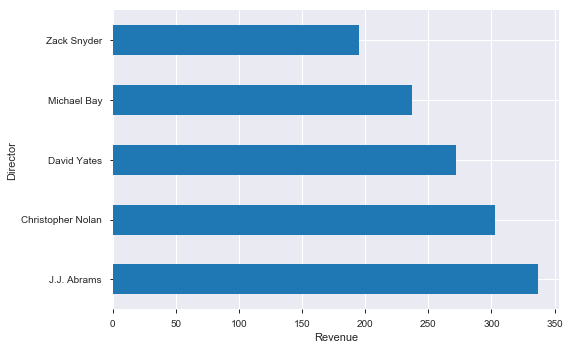 Zack Snyder
Michael Bay
David Yates
Christopher Nolan
J.J. Abrams
Director
0 50 100 150 200 250 300 350
Revenue